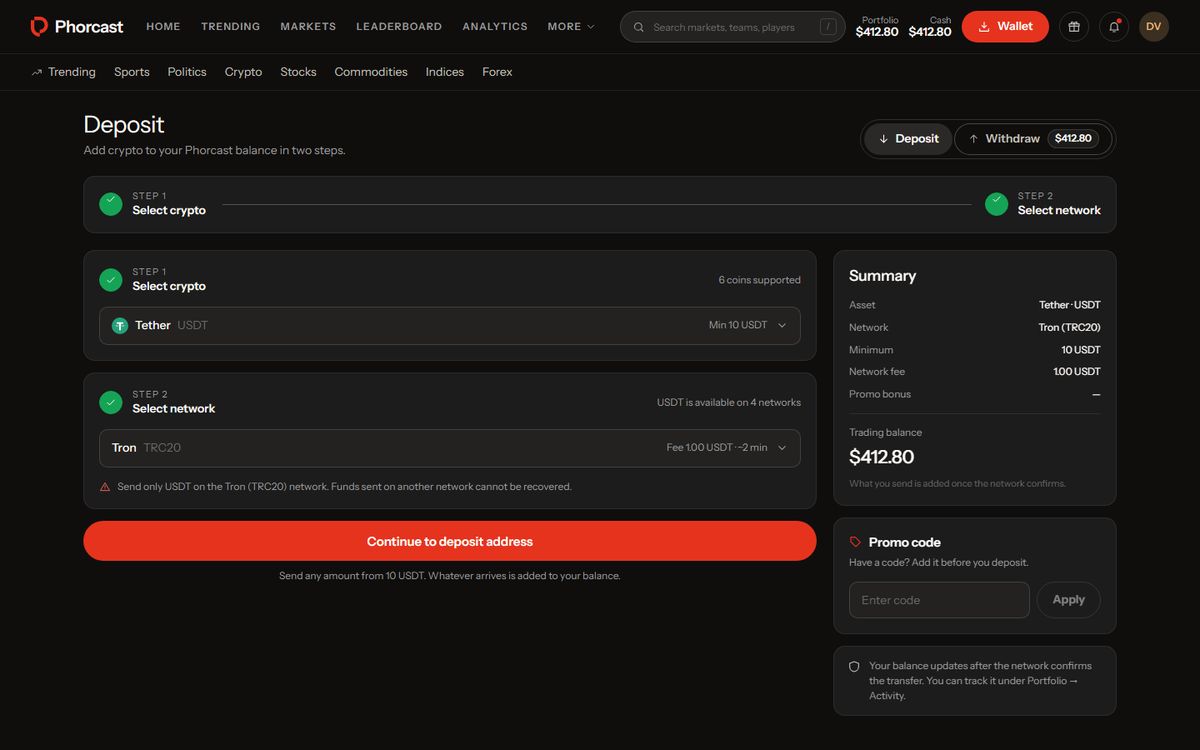 Phorcast
HOME TRENDING MARKETS LEADERBOARD ANALYTICS MORE
Search markets, teams, players /
Portfolio $412.80
Cash $412.80
Wallet
DV
Trending Sports Politics Crypto Stocks Commodities Indices Forex
Deposit
Add crypto to your Phorcast balance in two steps.
↓ Deposit
↑ Withdraw $412.80
STEP 1
Select crypto
STEP 2
Select network
STEP 1
Select crypto
6 coins supported
Tether USDT
Min 10 USDT
STEP 2
Select network
USDT is available on 4 networks
Tron TRC20
Fee 1.00 USDT · ~2 min
Send only USDT on the Tron (TRC20) network. Funds sent on another network cannot be recovered.
Continue to deposit address
Send any amount from 10 USDT. Whatever arrives is added to your balance.
Summary
Asset Tether · USDT
Network Tron (TRC20)
Minimum 10 USDT
Network fee 1.00 USDT
Promo bonus —
Trading balance
$412.80
What you send is added once the network confirms.
Promo code
Have a code? Add it before you deposit.
Enter code
Apply
Your balance updates after the network confirms
the transfer. You can track it under Portfolio →
Activity.